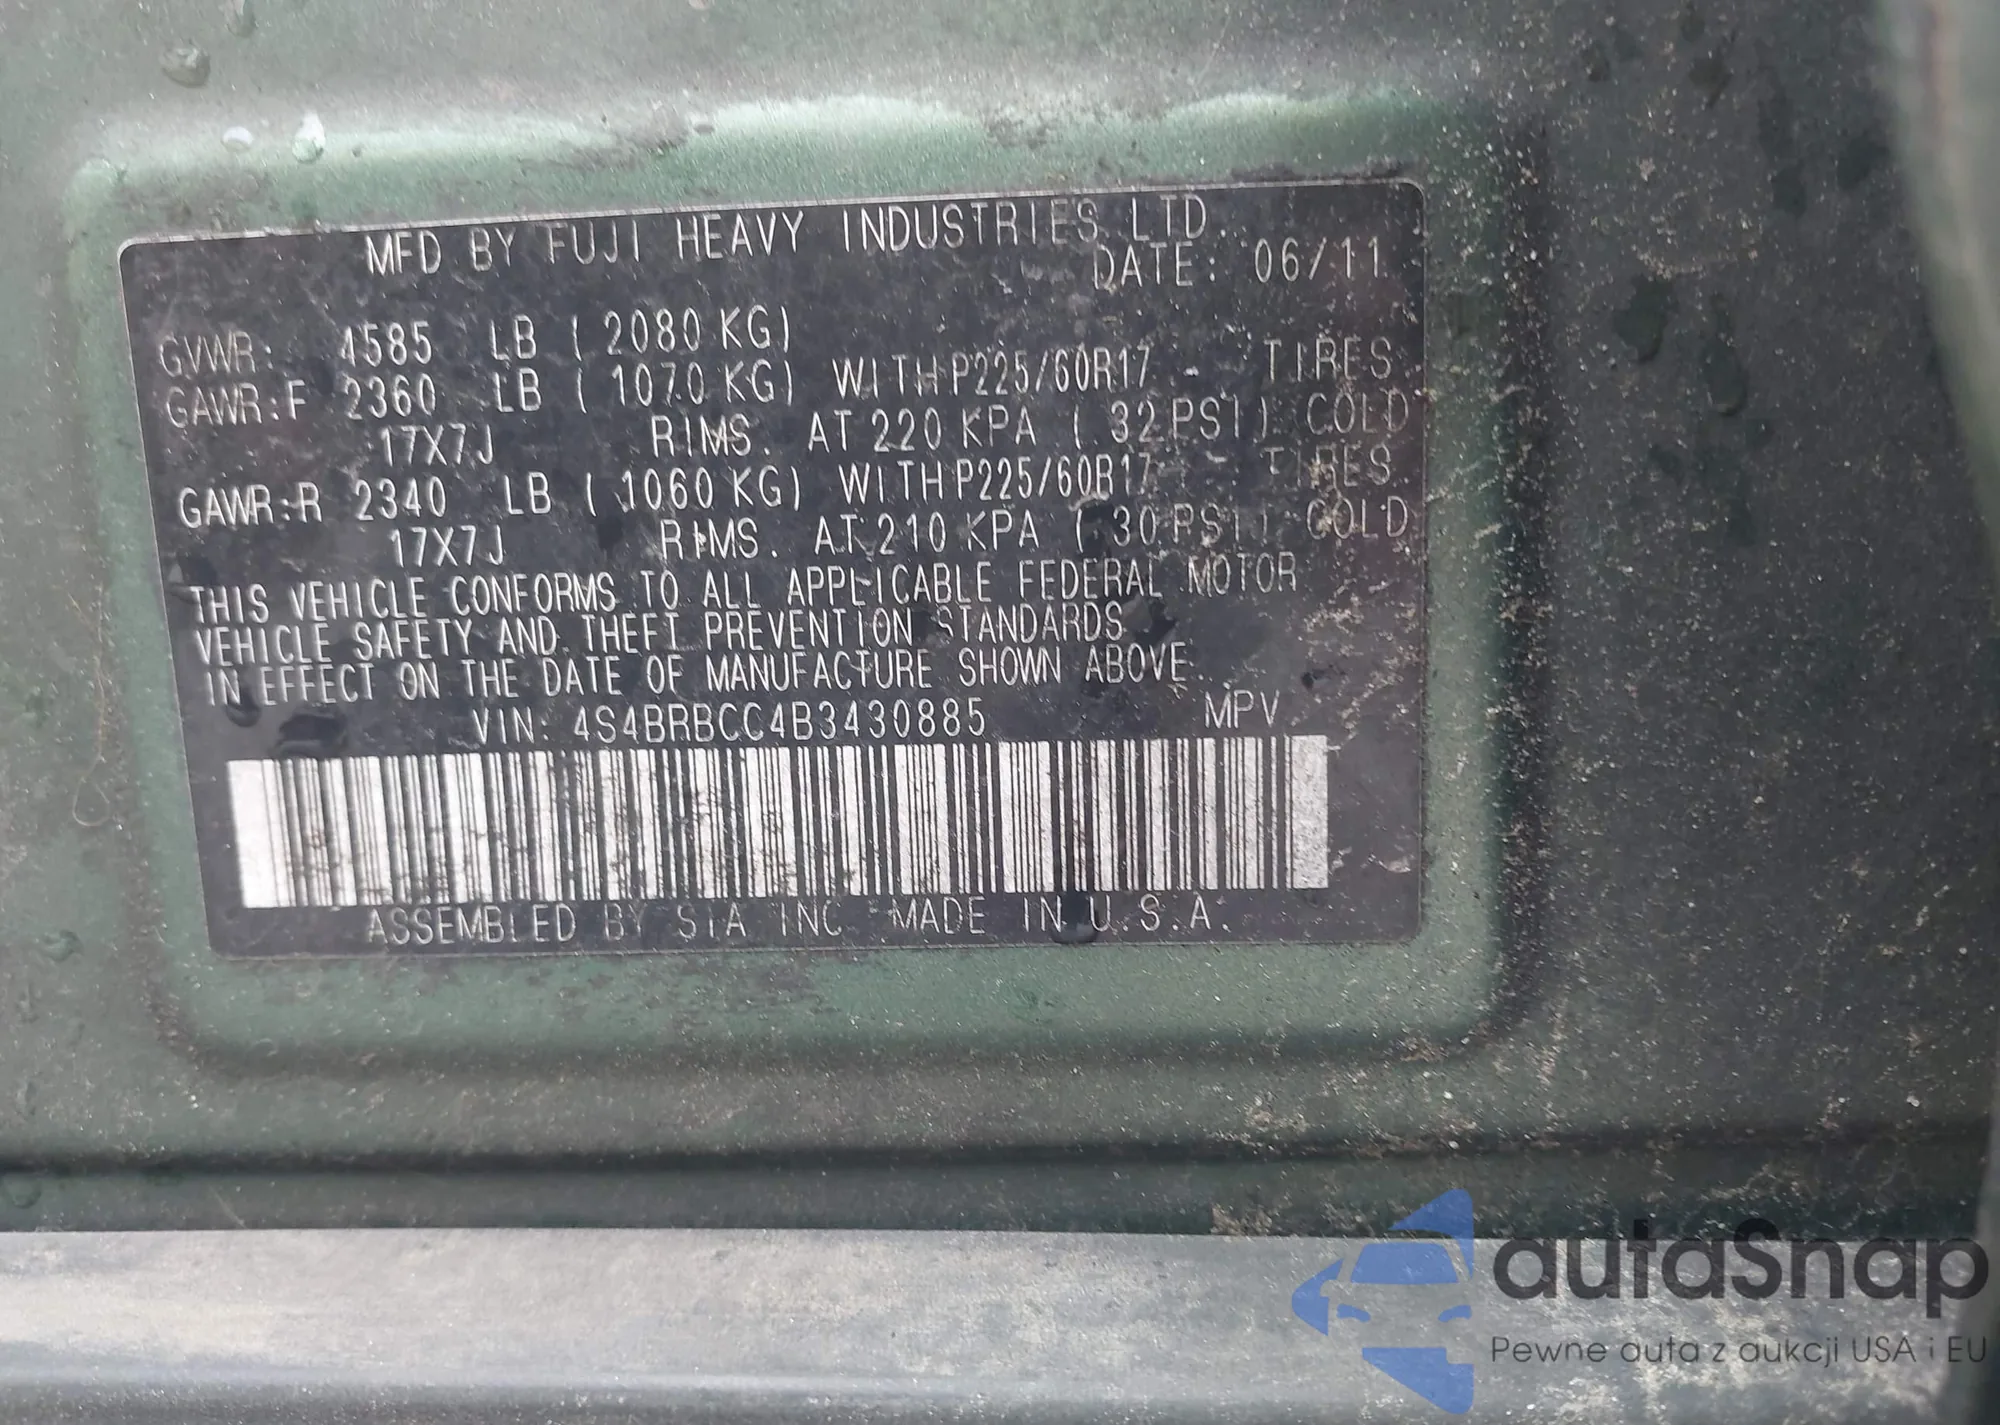 MFD BY FUJI HEAVY INDUSTRIES LTD.
DATE: 06/11
GVWR: 4585 LB ( 2080 KG)
GAWR:F 2360 LB ( 1070 KG) WITH P225/60R17 TIRES
17X7J RIMS. AT 220 KPA ( 32 PSI) COLD
GAWR:R 2340 LB ( 1060 KG) WITH P225/60R17 TIRES
17X7J RIMS. AT 210 KPA ( 30 PSI) COLD
THIS VEHICLE CONFORMS TO ALL APPLICABLE FEDERAL MOTOR
VEHICLE SAFETY AND THEFT PREVENTION STANDARDS
IN EFFECT ON THE DATE OF MANUFACTURE SHOWN ABOVE.
VIN: 4S4BRBCC4B3430885 MPV
ASSEMBLED BY SIA INC MADE IN U.S.A.
autaSnap
Pewne auta z aukcji USA i EU